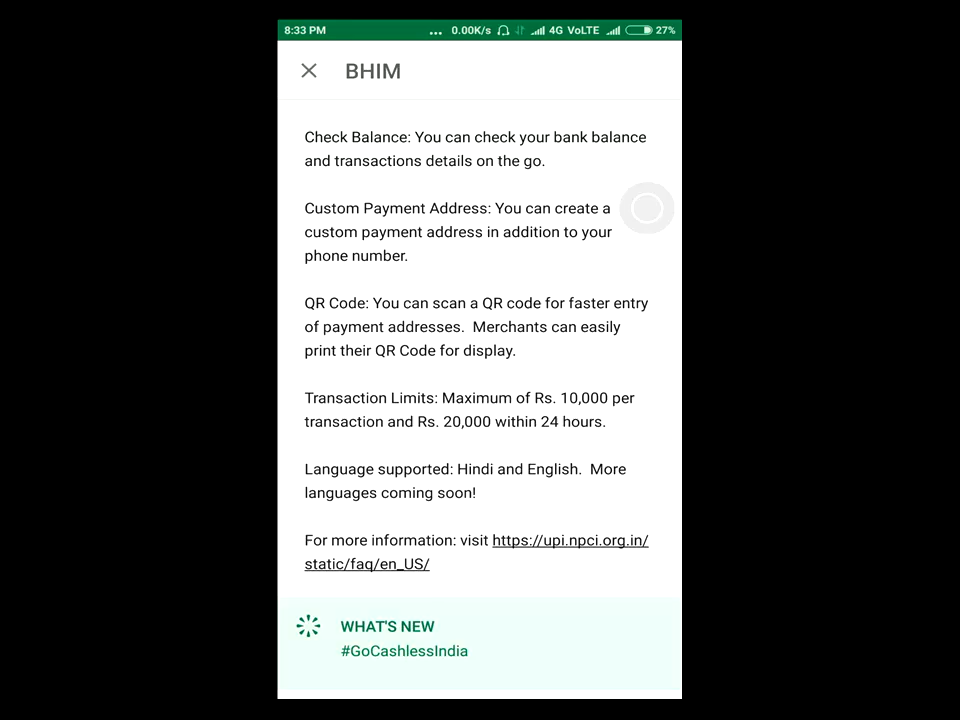 8:33 PM ... 0.00K/s 4G VoLTE 27%
BHIM
Check Balance: You can check your bank balance
and transactions details on the go.
Custom Payment Address: You can create a
custom payment address in addition to your
phone number.
QR Code: You can scan a QR code for faster entry
of payment addresses.  Merchants can easily
print their QR Code for display.
Transaction Limits: Maximum of Rs. 10,000 per
transaction and Rs. 20,000 within 24 hours.
Language supported: Hindi and English.  More
languages coming soon!
For more information: visit https://upi.npci.org.in/
static/faq/en_US/
WHAT'S NEW
#GoCashlessIndia